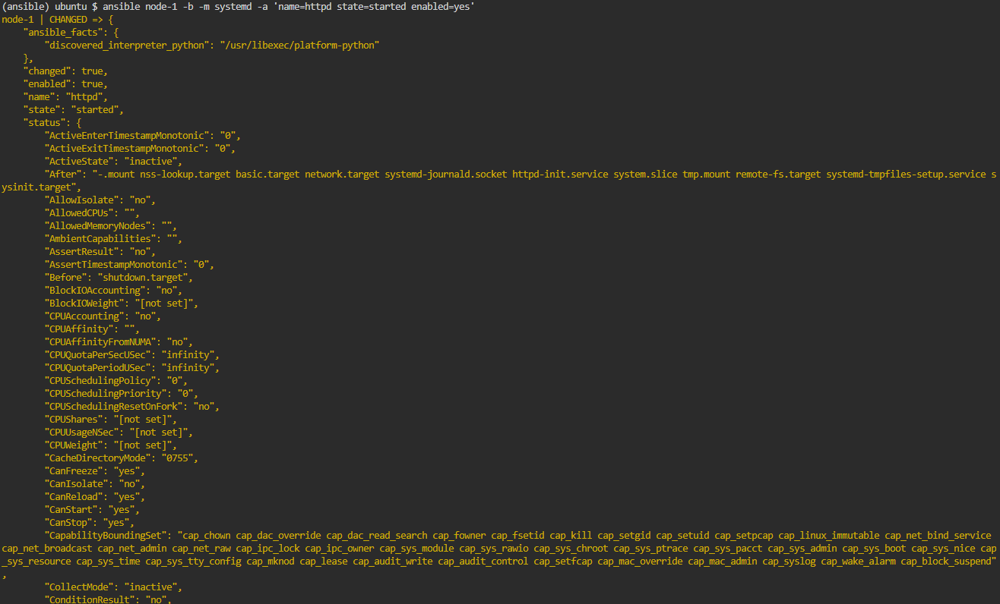 (ansible) ubuntu $ ansible node-1 -b -m systemd -a 'name=httpd state=started enabled=yes'
node-1 | CHANGED => {
    "ansible_facts": {
        "discovered_interpreter_python": "/usr/libexec/platform-python"
    },
    "changed": true,
    "enabled": true,
    "name": "httpd",
    "state": "started",
    "status": {
        "ActiveEnterTimestampMonotonic": "0",
        "ActiveExitTimestampMonotonic": "0",
        "ActiveState": "inactive",
        "After": "-.mount nss-lookup.target basic.target network.target systemd-journald.socket httpd-init.service system.slice tmp.mount remote-fs.target systemd-tmpfiles-setup.service s
ysinit.target",
        "AllowIsolate": "no",
        "AllowedCPUs": "",
        "AllowedMemoryNodes": "",
        "AmbientCapabilities": "",
        "AssertResult": "no",
        "AssertTimestampMonotonic": "0",
        "Before": "shutdown.target",
        "BlockIOAccounting": "no",
        "BlockIOWeight": "[not set]",
        "CPUAccounting": "no",
        "CPUAffinity": "",
        "CPUAffinityFromNUMA": "no",
        "CPUQuotaPerSecUSec": "infinity",
        "CPUQuotaPeriodUSec": "infinity",
        "CPUSchedulingPolicy": "0",
        "CPUSchedulingPriority": "0",
        "CPUSchedulingResetOnFork": "no",
        "CPUShares": "[not set]",
        "CPUUsageNSec": "[not set]",
        "CPUWeight": "[not set]",
        "CacheDirectoryMode": "0755",
        "CanFreeze": "yes",
        "CanIsolate": "no",
        "CanReload": "yes",
        "CanStart": "yes",
        "CanStop": "yes",
        "CapabilityBoundingSet": "cap_chown cap_dac_override cap_dac_read_search cap_fowner cap_fsetid cap_kill cap_setgid cap_setuid cap_setpcap cap_linux_immutable cap_net_bind_service
cap_net_broadcast cap_net_admin cap_net_raw cap_ipc_lock cap_ipc_owner cap_sys_module cap_sys_rawio cap_sys_chroot cap_sys_ptrace cap_sys_pacct cap_sys_admin cap_sys_boot cap_sys_nice cap
_sys_resource cap_sys_time cap_sys_tty_config cap_mknod cap_lease cap_audit_write cap_audit_control cap_setfcap cap_mac_override cap_mac_admin cap_syslog cap_wake_alarm cap_block_suspend"
,
        "CollectMode": "inactive",
        "ConditionResult": "no",